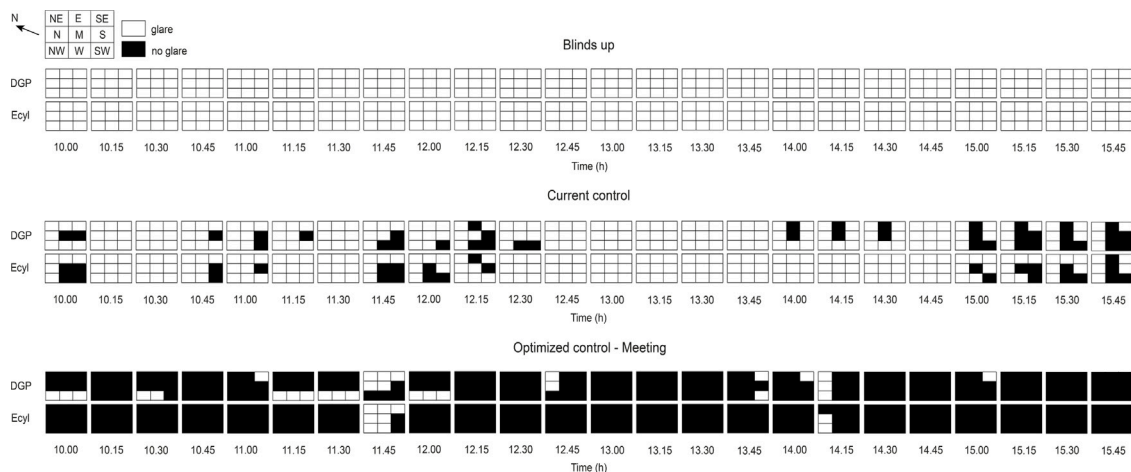 N
NE E SE
N M S
NW W SW
glare
no glare
Blinds up
DGP
Ecyl
10.00 10.15 10.30 10.45 11.00 11.15 11.30 11.45 12.00 12.15 12.30 12.45 13.00 13.15 13.30 13.45 14.00 14.15 14.30 14.45 15.00 15.15 15.30 15.45
Time (h)
Current control
DGP
Ecyl
10.00 10.15 10.30 10.45 11.00 11.15 11.30 11.45 12.00 12.15 12.30 12.45 13.00 13.15 13.30 13.45 14.00 14.15 14.30 14.45 15.00 15.15 15.30 15.45
Time (h)
Optimized control - Meeting
DGP
Ecyl
10.00 10.15 10.30 10.45 11.00 11.15 11.30 11.45 12.00 12.15 12.30 12.45 13.00 13.15 13.30 13.45 14.00 14.15 14.30 14.45 15.00 15.15 15.30 15.45
Time (h)